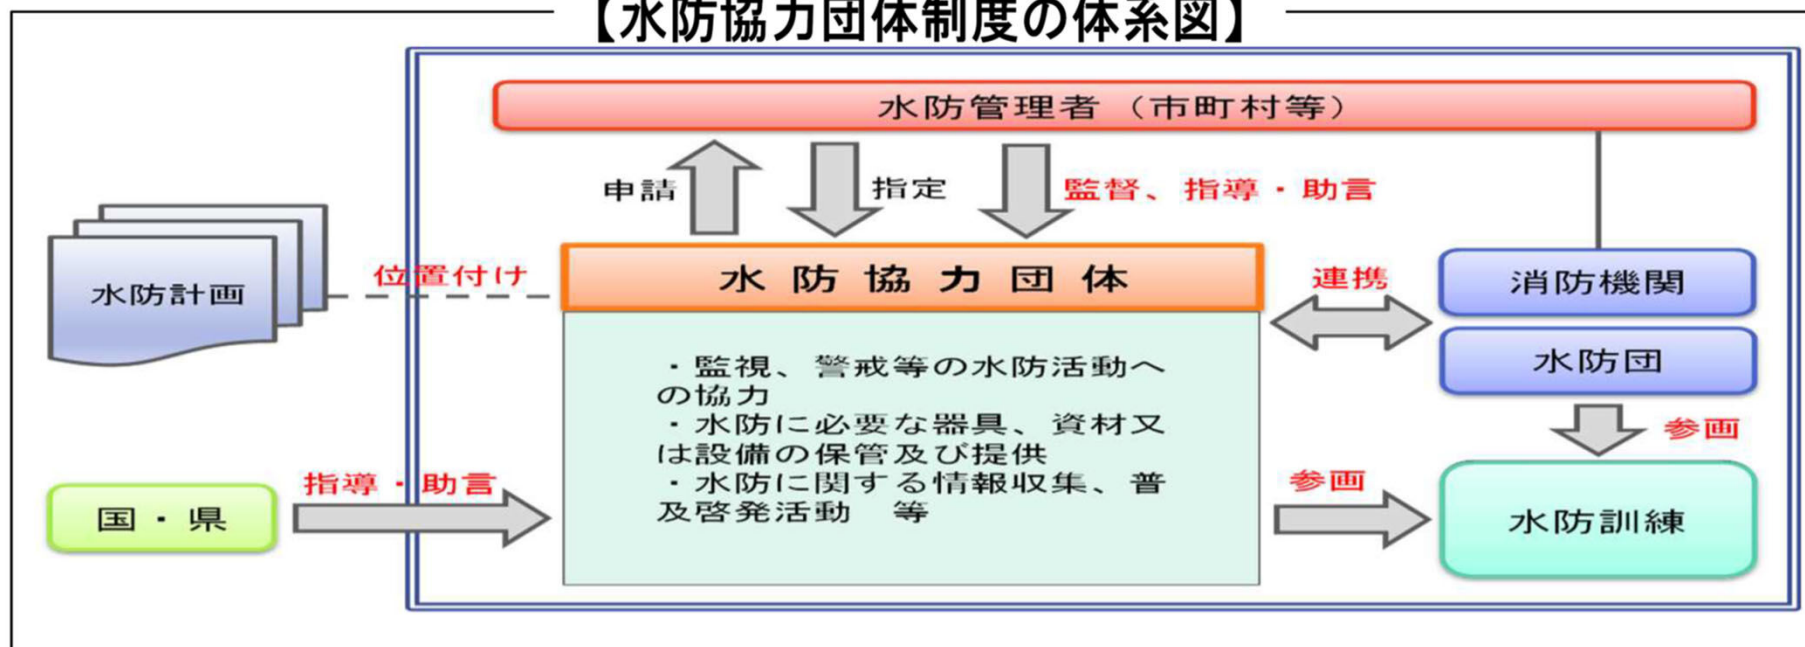 【水防協力団体制度の体系図】
水防管理者（市町村等）
申請
指定
監督、指導・助言
水防計画
位置付け
水防協力団体
連携
消防機関
水防団
・監視、警戒等の水防活動へ
の協力
・水防に必要な器具、資材又
は設備の保管及び提供
・水防に関する情報収集、普
及啓発活動　等
参画
国・県
指導・助言
参画
水防訓練